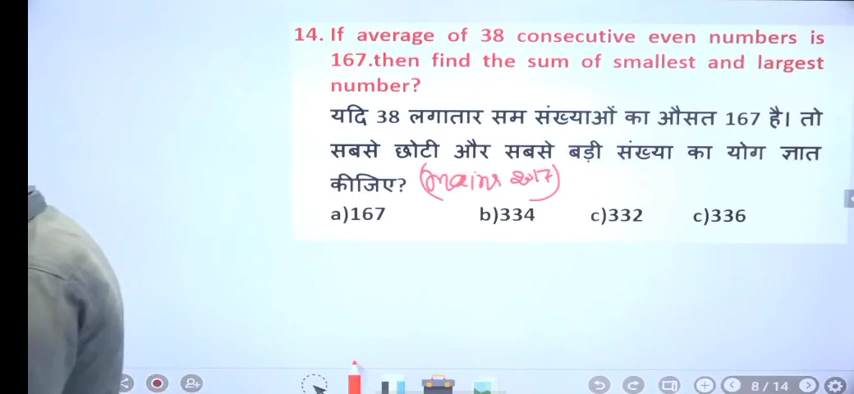 14. If average of 38 consecutive even numbers is
167.then find the sum of smallest and largest
number?
यदि 38 लगातार सम संख्याओं का औसत 167 है। तो
सबसे छोटी और सबसे बड़ी संख्या का योग ज्ञात
कीजिए? (mains 2017)
a)167 b)334 c)332 c)336
8 / 14